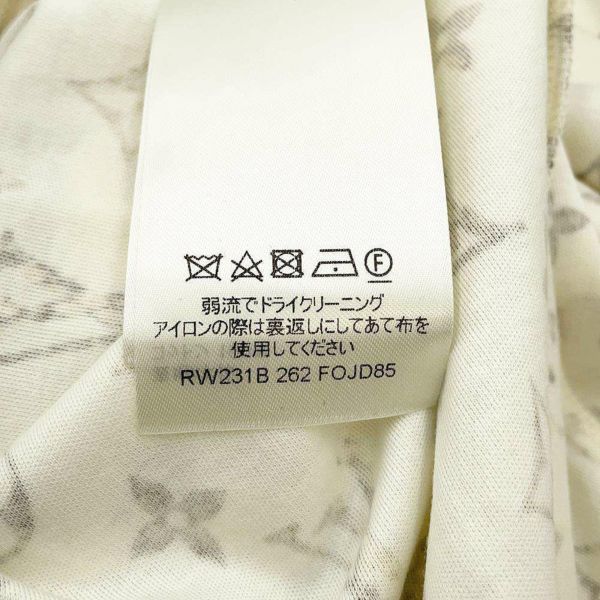 F
弱流でドライクリーニング
アイロンの際は裏返しにしてあて布を
使用してください
RW231B 262 FOJD85